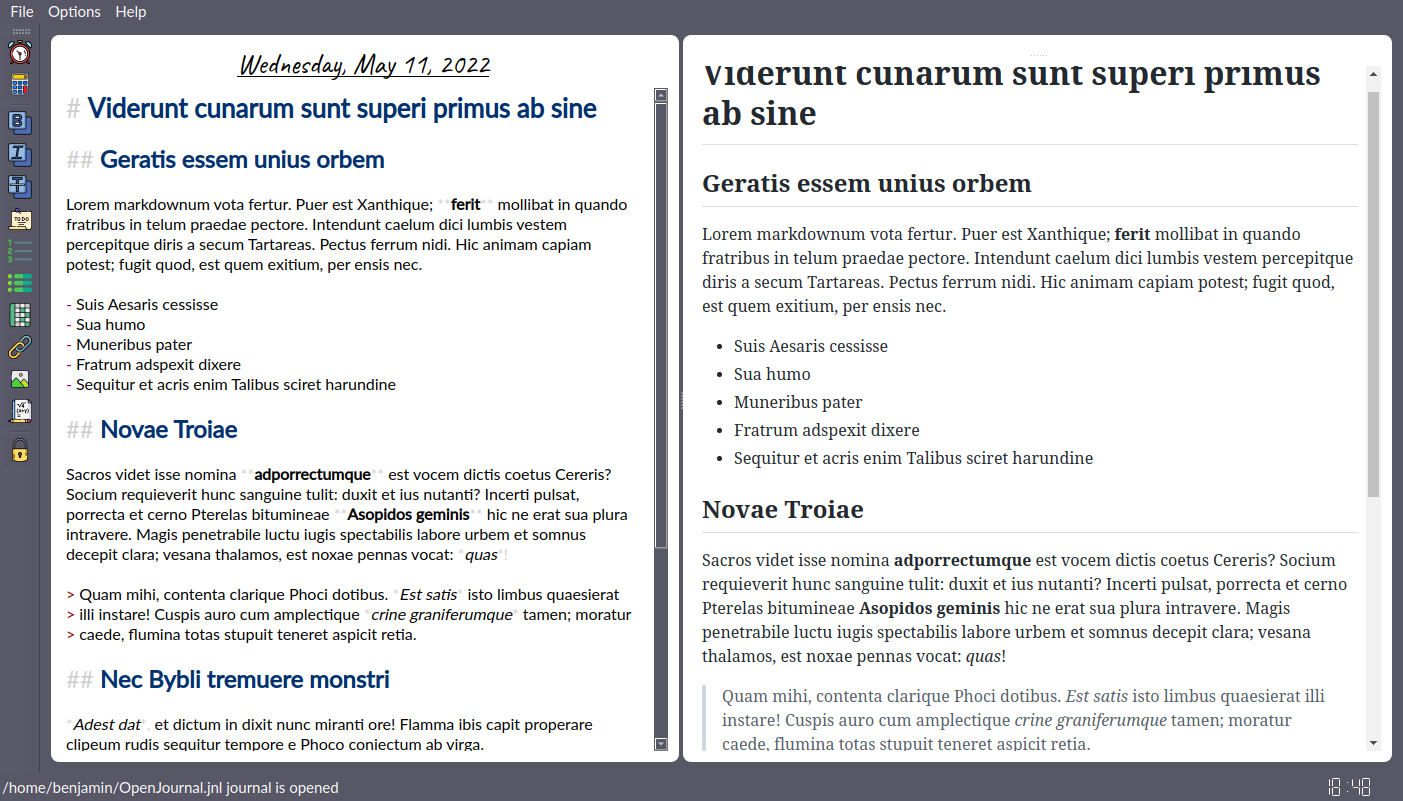 File Options Help
Wednesday, May 11, 2022
# Viderunt cunarum sunt superi primus ab sine
## Geratis essem unius orbem
Lorem markdownum vota fertur. Puer est Xanthique; **ferit** mollibat in quando
fratribus in telum praedae pectore. Intendunt caelum dici lumbis vestem
percepitque diris a secum Tartareas. Pectus ferrum nidi. Hic animam capiam
potest; fugit quod, est quem exitium, per ensis nec.
- Suis Aesaris cessisse
- Sua humo
- Muneribus pater
- Fratrum adspexit dixere
- Sequitur et acris enim Talibus sciret harundine
## Novae Troiae
Sacros videt isse nomina **adporrectumque** est vocem dictis coetus Cereris?
Socium requieverit hunc sanguine tulit: duxit et ius nutanti? Incerti pulsat,
porrecta et cerno Pterelas bitumineae **Asopidos geminis** hic ne erat sua plura
intravere. Magis penetrabile luctu iugis spectabilis labore urbem et somnus
decepit clara; vesana thalamos, est noxae pennas vocat: *quas*!
> Quam mihi, contenta clarique Phoci dotibus. *Est satis* isto limbus quaesierat
> illi instare! Cuspis auro cum amplectique *crine graniferumque* tamen; moratur
> caede, flumina totas stupuit teneret aspicit retia.
## Nec Bybli tremuere monstri
*Adest dat*, et dictum in dixit nunc miranti ore! Flamma ibis capit properare
clipeum rudis sequitur tempore e Phoco coniectum ab virga.
Viderunt cunarum sunt superi primus
ab sine
Geratis essem unius orbem
Lorem markdownum vota fertur. Puer est Xanthique; ferit mollibat in quando
fratribus in telum praedae pectore. Intendunt caelum dici lumbis vestem percepitque
diris a secum Tartareas. Pectus ferrum nidi. Hic animam capiam potest; fugit quod,
est quem exitium, per ensis nec.
• Suis Aesaris cessisse
• Sua humo
• Muneribus pater
• Fratrum adspexit dixere
• Sequitur et acris enim Talibus sciret harundine
Novae Troiae
Sacros videt isse nomina adporrectumque est vocem dictis coetus Cereris? Socium
requieverit hunc sanguine tulit: duxit et ius nutanti? Incerti pulsat, porrecta et cerno
Pterelas bitumineae Asopidos geminis hic ne erat sua plura intravere. Magis
penetrabile luctu iugis spectabilis labore urbem et somnus decepit clara; vesana
thalamos, est noxae pennas vocat: quas!
Quam mihi, contenta clarique Phoci dotibus. Est satis isto limbus quaesierat illi
instare! Cuspis auro cum amplectique crine graniferumque tamen; moratur
caede, flumina totas stupuit teneret aspicit retia.
/home/benjamin/OpenJournal.jnl journal is opened
18:48